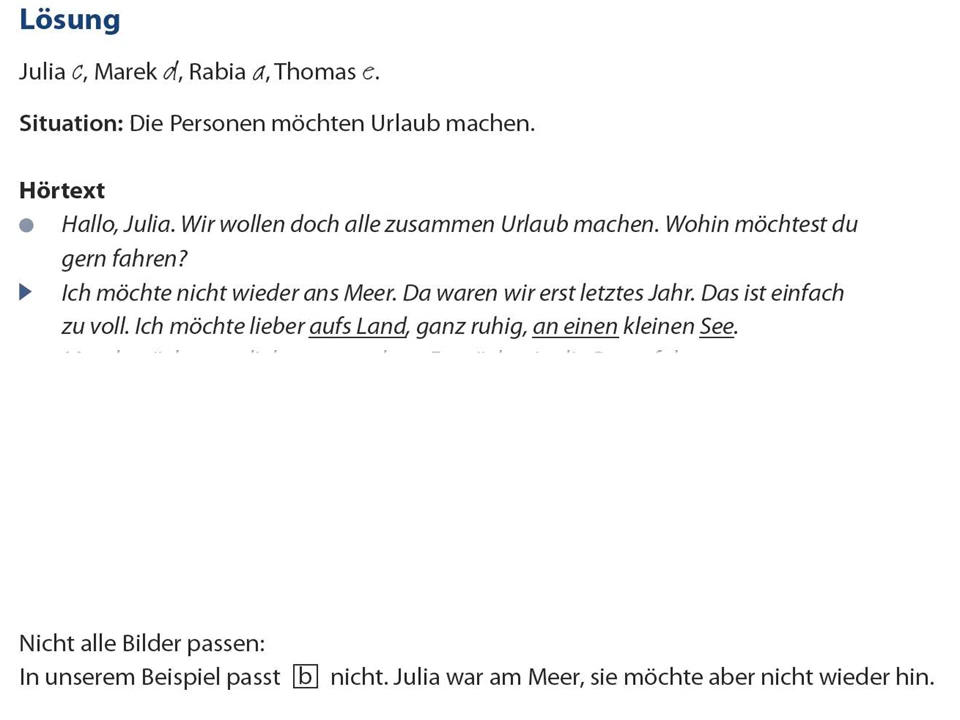 Lösung
Julia c, Marek d, Rabia a, Thomas e.
Situation: Die Personen möchten Urlaub machen.
Hörtext
Hallo, Julia. Wir wollen doch alle zusammen Urlaub machen. Wohin möchtest du
gern fahren?
Ich möchte nicht wieder ans Meer. Da waren wir erst letztes Jahr. Das ist einfach
zu voll. Ich möchte lieber aufs Land, ganz ruhig, an einen kleinen See.
Nicht alle Bilder passen:
In unserem Beispiel passt b nicht. Julia war am Meer, sie möchte aber nicht wieder hin.